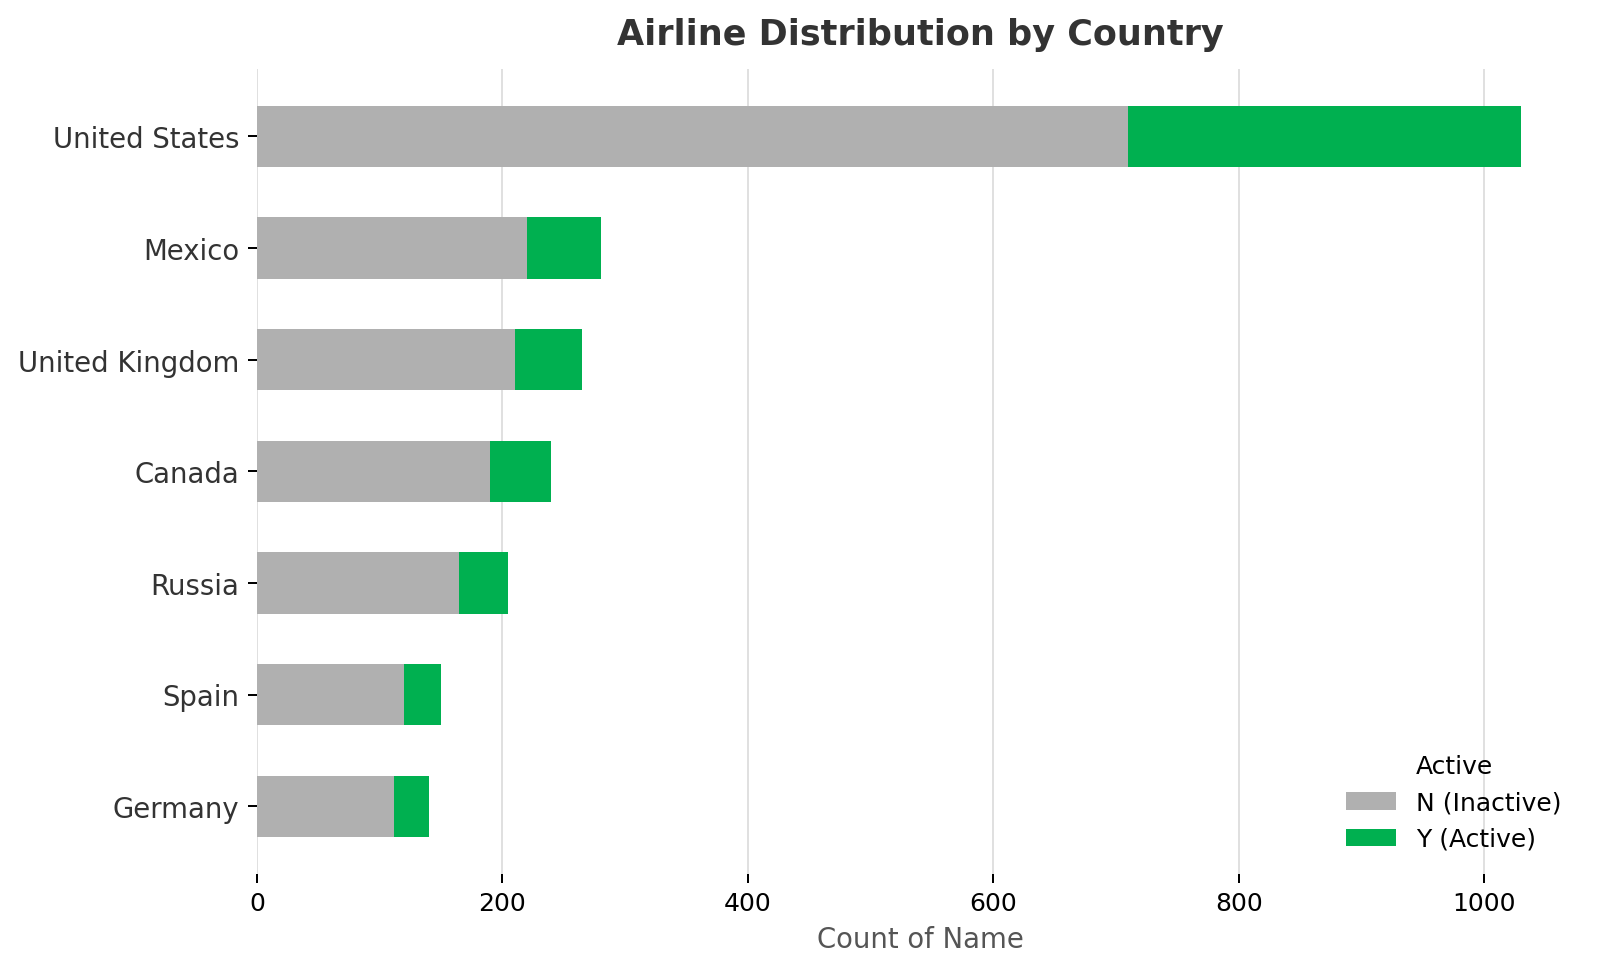 Airline Distribution by Country
United States
Mexico
United Kingdom
Canada
Russia
Spain
Germany
Active
N (Inactive)
Y (Active)
0 200 400 600 800 1000
Count of Name